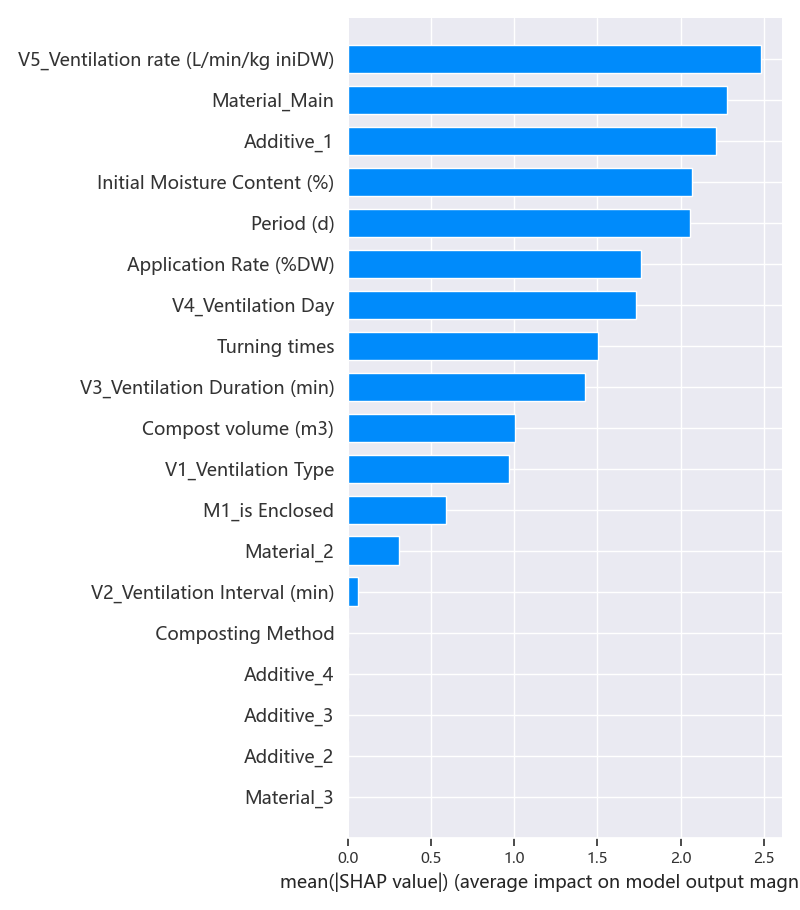 V5_Ventilation rate (L/min/kg iniDW)
Material_Main
Additive_1
Initial Moisture Content (%)
Period (d)
Application Rate (%DW)
V4_Ventilation Day
Turning times
V3_Ventilation Duration (min)
Compost volume (m3)
V1_Ventilation Type
M1_is Enclosed
Material_2
V2_Ventilation Interval (min)
Composting Method
Additive_4
Additive_3
Additive_2
Material_3
0.0 0.5 1.0 1.5 2.0 2.5
mean(|SHAP value|) (average impact on model output magn